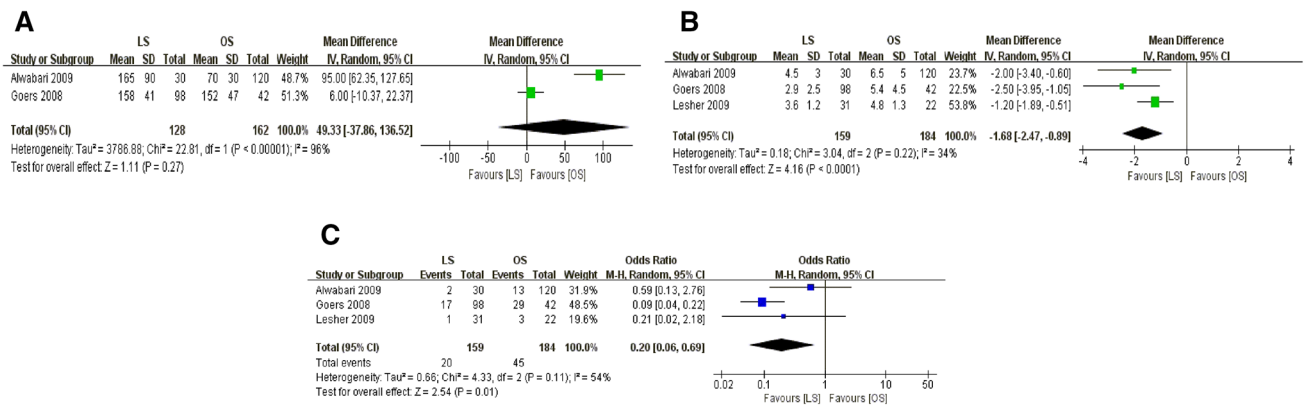 A
LS OS Mean Difference Mean Difference
Study or Subgroup Mean SD Total Mean SD Total Weight IV, Random, 95% CI IV, Random, 95% CI
Alwabari 2009 165 90 30 70 30 120 48.7% 95.00 [62.35, 127.65]
Goers 2008 158 41 98 152 47 42 51.3% 6.00 [-10.37, 22.37]
Total (95% CI) 128 162 100.0% 49.33 [-37.86, 136.52]
Heterogeneity: Tau² = 3786.88; Chi² = 22.81, df = 1 (P < 0.00001); I² = 96%
Test for overall effect: Z = 1.11 (P = 0.27)
-100 -50 0 50 100
Favours [LS] Favours [OS]
B
LS OS Mean Difference Mean Difference
Study or Subgroup Mean SD Total Mean SD Total Weight IV, Random, 95% CI IV, Random, 95% CI
Alwabari 2009 4.5 3 30 6.5 5 120 23.7% -2.00 [-3.40, -0.60]
Goers 2008 2.9 2.5 98 5.4 4.5 42 22.5% -2.50 [-3.95, -1.05]
Lesher 2009 3.6 1.2 31 4.8 1.3 22 53.8% -1.20 [-1.89, -0.51]
Total (95% CI) 159 184 100.0% -1.68 [-2.47, -0.89]
Heterogeneity: Tau² = 0.18; Chi² = 3.04, df = 2 (P = 0.22); I² = 34%
Test for overall effect: Z = 4.16 (P < 0.0001)
-4 -2 0 2 4
Favours [LS] Favours [OS]
C
LS OS Odds Ratio Odds Ratio
Study or Subgroup Events Total Events Total Weight M-H, Random, 95% CI M-H, Random, 95% CI
Alwabari 2009 2 30 13 120 31.9% 0.59 [0.13, 2.76]
Goers 2008 17 98 29 42 48.5% 0.09 [0.04, 0.22]
Lesher 2009 1 31 3 22 19.6% 0.21 [0.02, 2.18]
Total (95% CI) 159 184 100.0% 0.20 [0.06, 0.69]
Total events 20 45
Heterogeneity: Tau² = 0.66; Chi² = 4.33, df = 2 (P = 0.11); I² = 54%
Test for overall effect: Z = 2.54 (P = 0.01)
0.02 0.1 1 10 50
Favours [LS] Favours [OS]